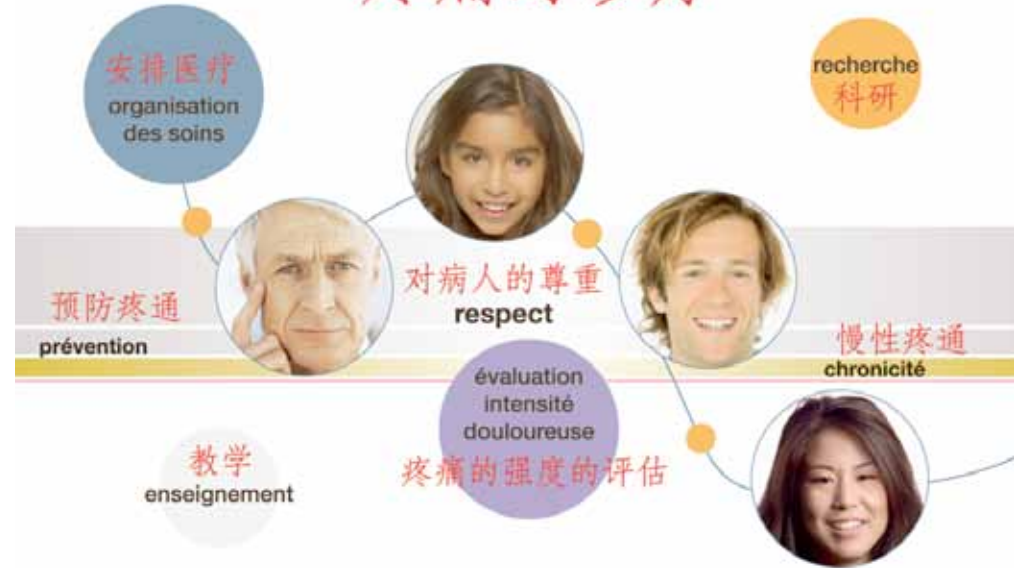 安排医疗
organisation
des soins
recherche
科研
对病人的尊重
respect
预防疼通
prévention
慢性疼通
chronicité
évaluation
intensité
douloureuse
疼痛的强度的评估
教学
enseignement